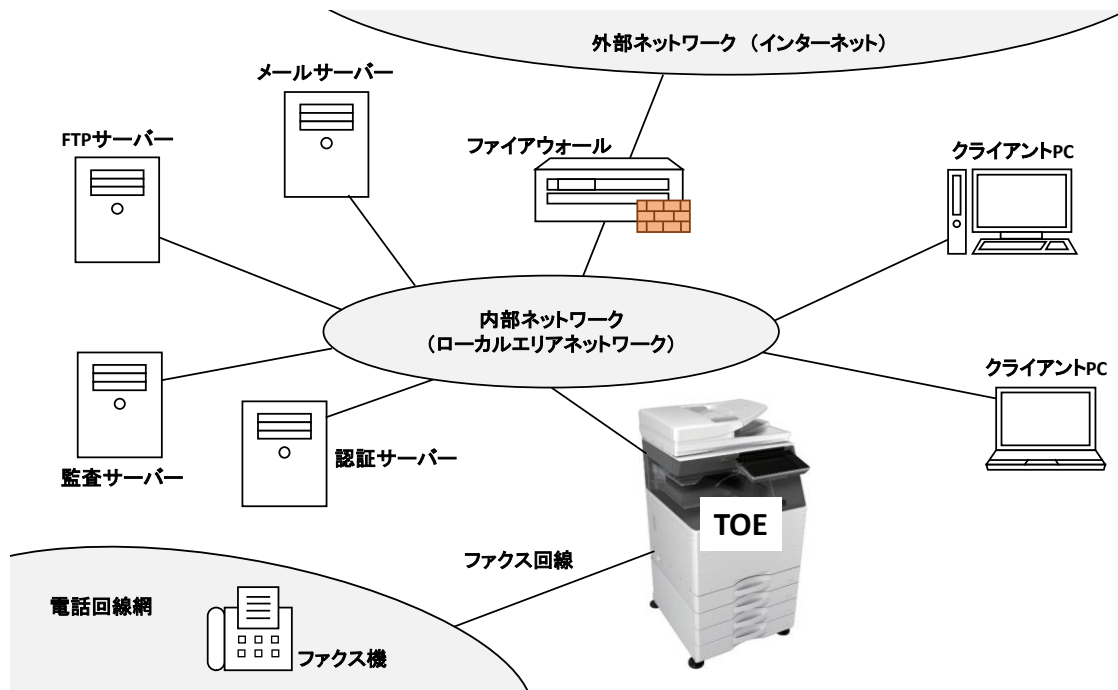 外部ネットワーク （インターネット）
メールサーバー
FTPサーバー
ファイアウォール
クライアントPC
内部ネットワーク
（ローカルエリアネットワーク）
クライアントPC
監査サーバー
認証サーバー
TOE
ファクス回線
電話回線網
ファクス機